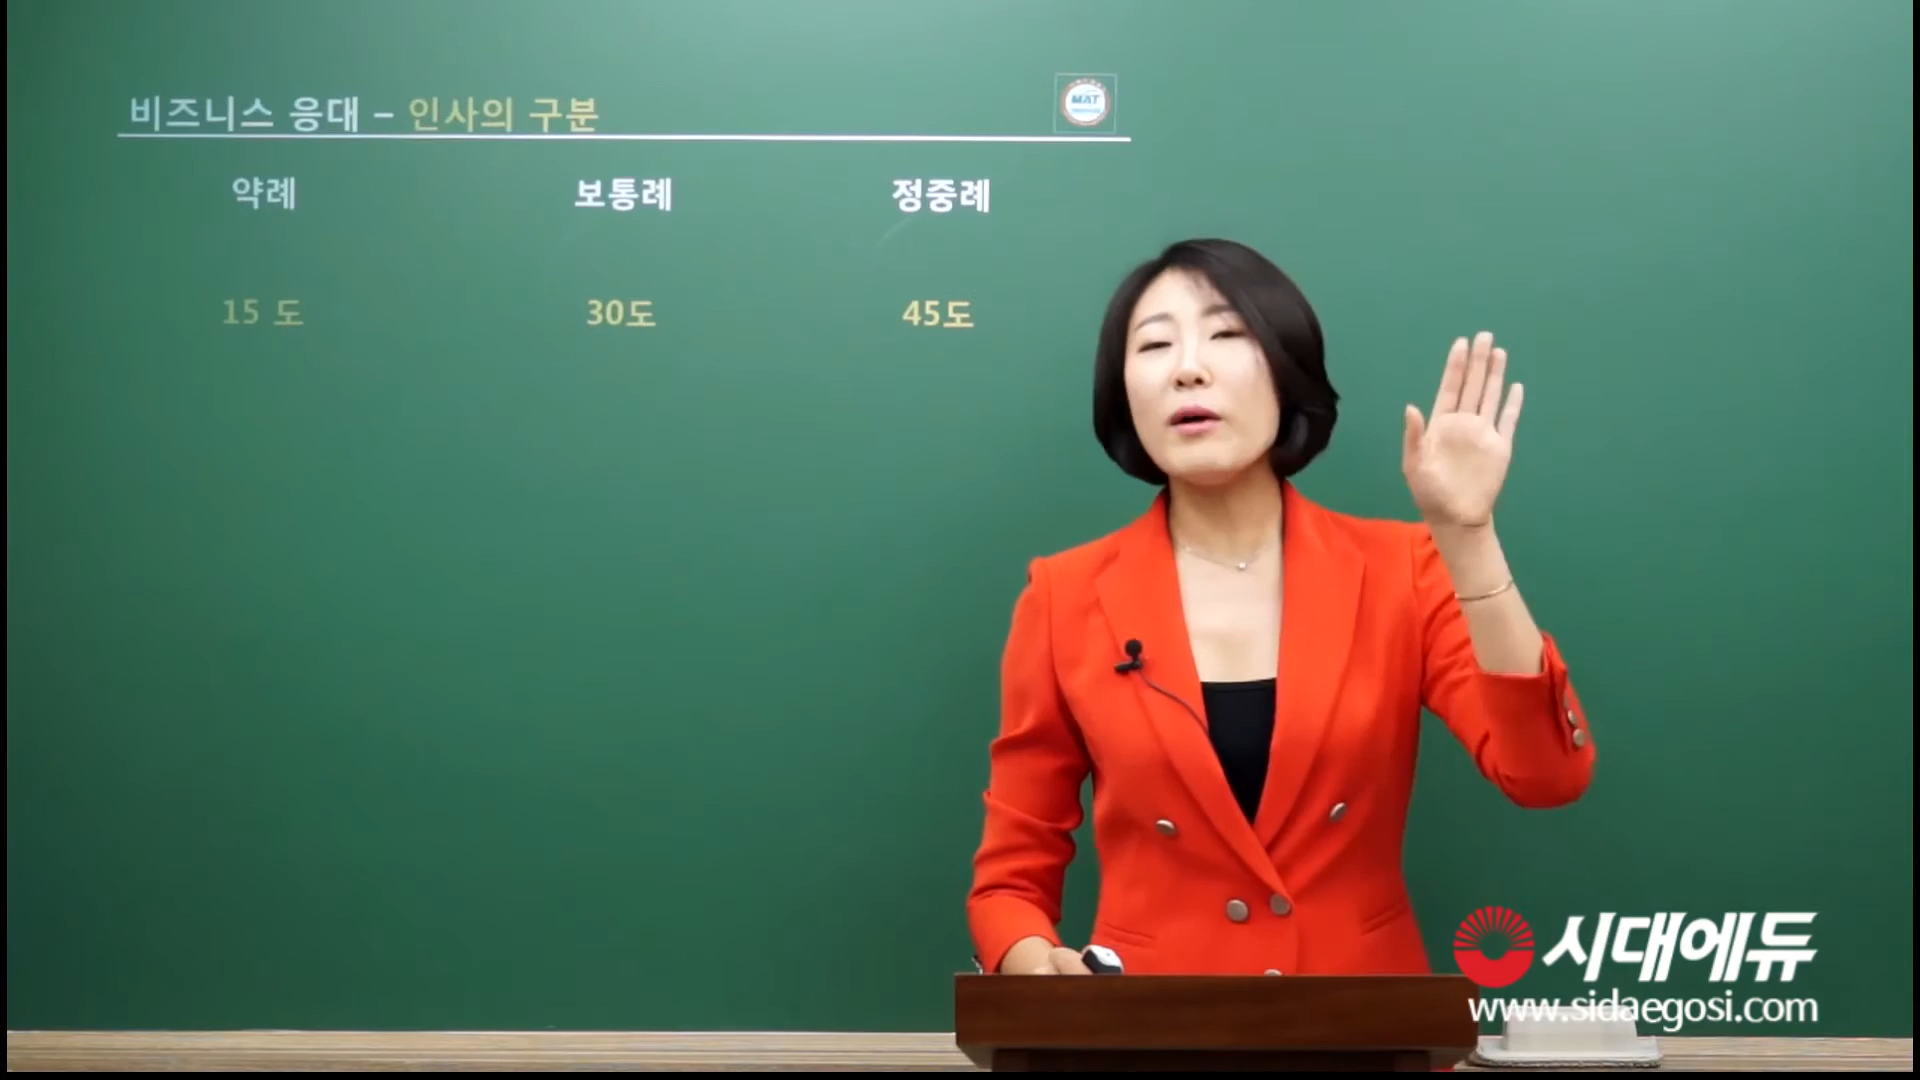 비즈니스 응대 – 인사의 구분
MAT
약례 보통례 정중례
15 도 30도 45도
시대에듀
www.sidaegosi.com